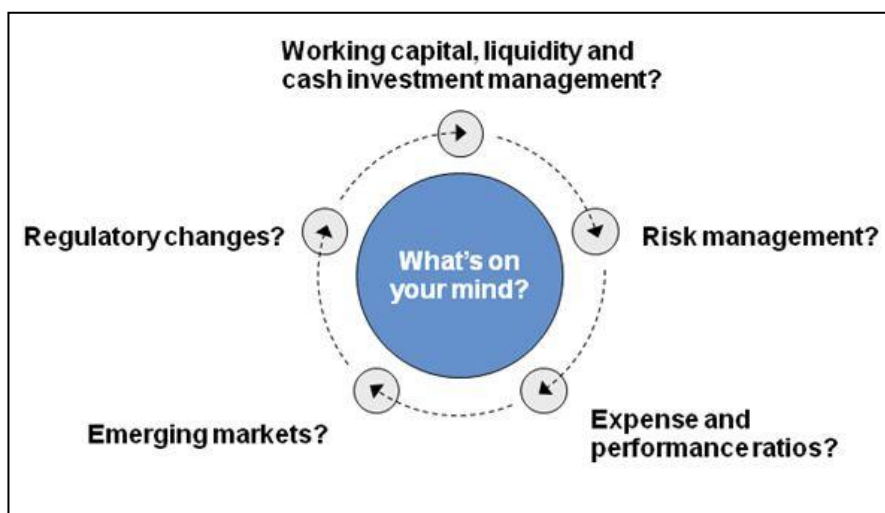 Working capital, liquidity and
cash investment management?
Regulatory changes?
Risk management?
What's on
your mind?
Emerging markets?
Expense and
performance ratios?